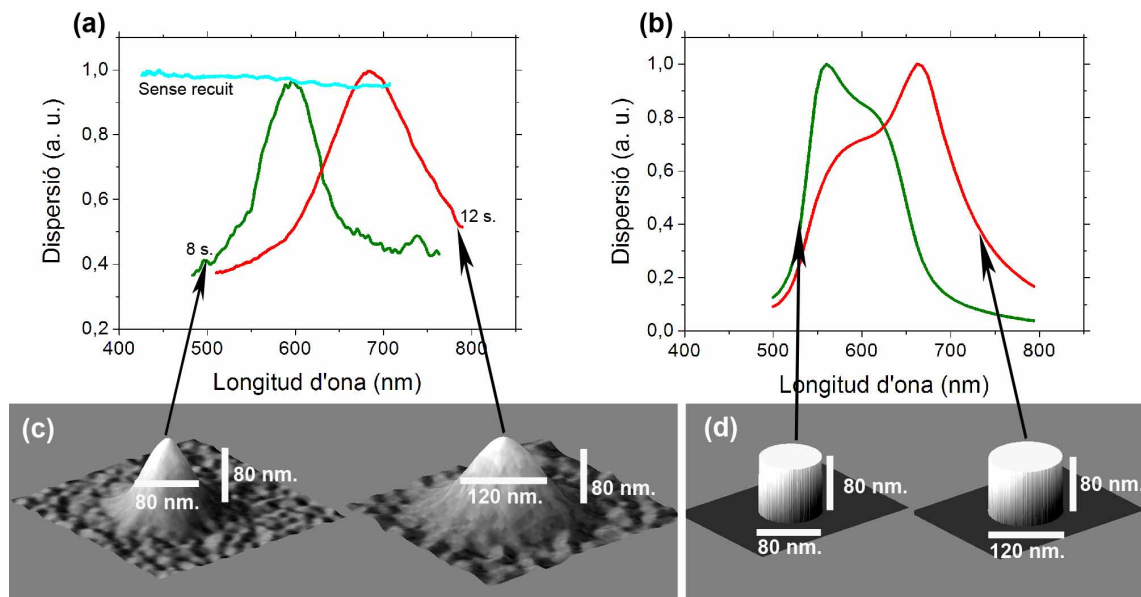 (a)
1,0
0,8
0,6
0,4
0,2
Dispersió (a. u.)
Sense recuit
8 s.
12 s.
400 500 600 700 800
Longitud d'ona (nm)
(b)
1,0
0,8
0,6
0,4
0,2
0,0
Dispersió (a. u.)
400 500 600 700 800
Longitud d'ona (nm)
(c)
80 nm.
80 nm.
120 nm.
80 nm.
(d)
80 nm.
80 nm.
80 nm.
120 nm.